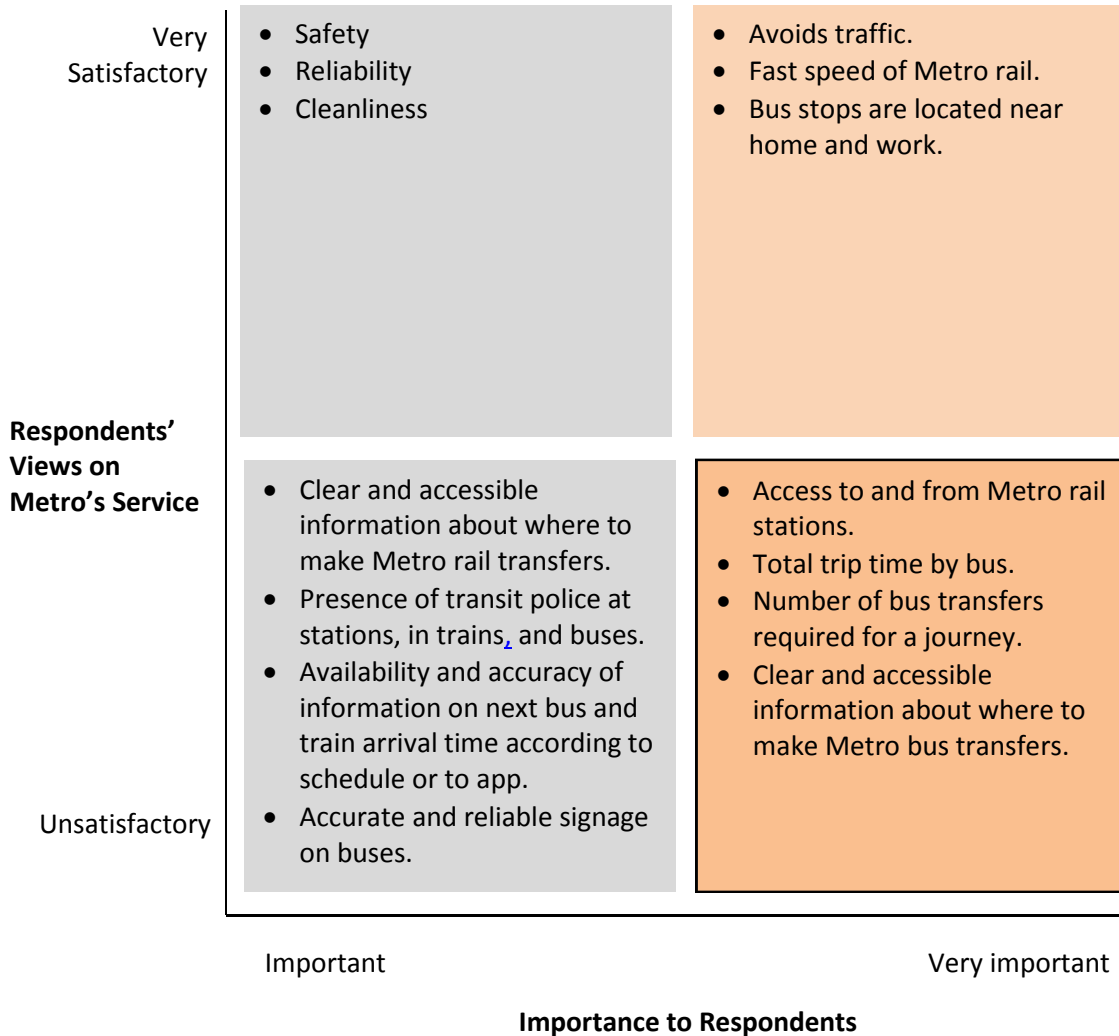 Very
Satisfactory
• Safety
• Reliability
• Cleanliness
• Avoids traffic.
• Fast speed of Metro rail.
• Bus stops are located near
home and work.
Respondents’
Views on
Metro’s Service
• Clear and accessible
information about where to
make Metro rail transfers.
• Presence of transit police at
stations, in trains, and buses.
• Availability and accuracy of
information on next bus and
train arrival time according to
schedule or to app.
• Accurate and reliable signage
on buses.
• Access to and from Metro rail
stations.
• Total trip time by bus.
• Number of bus transfers
required for a journey.
• Clear and accessible
information about where to
make Metro bus transfers.
Unsatisfactory
Important
Very important
Importance to Respondents